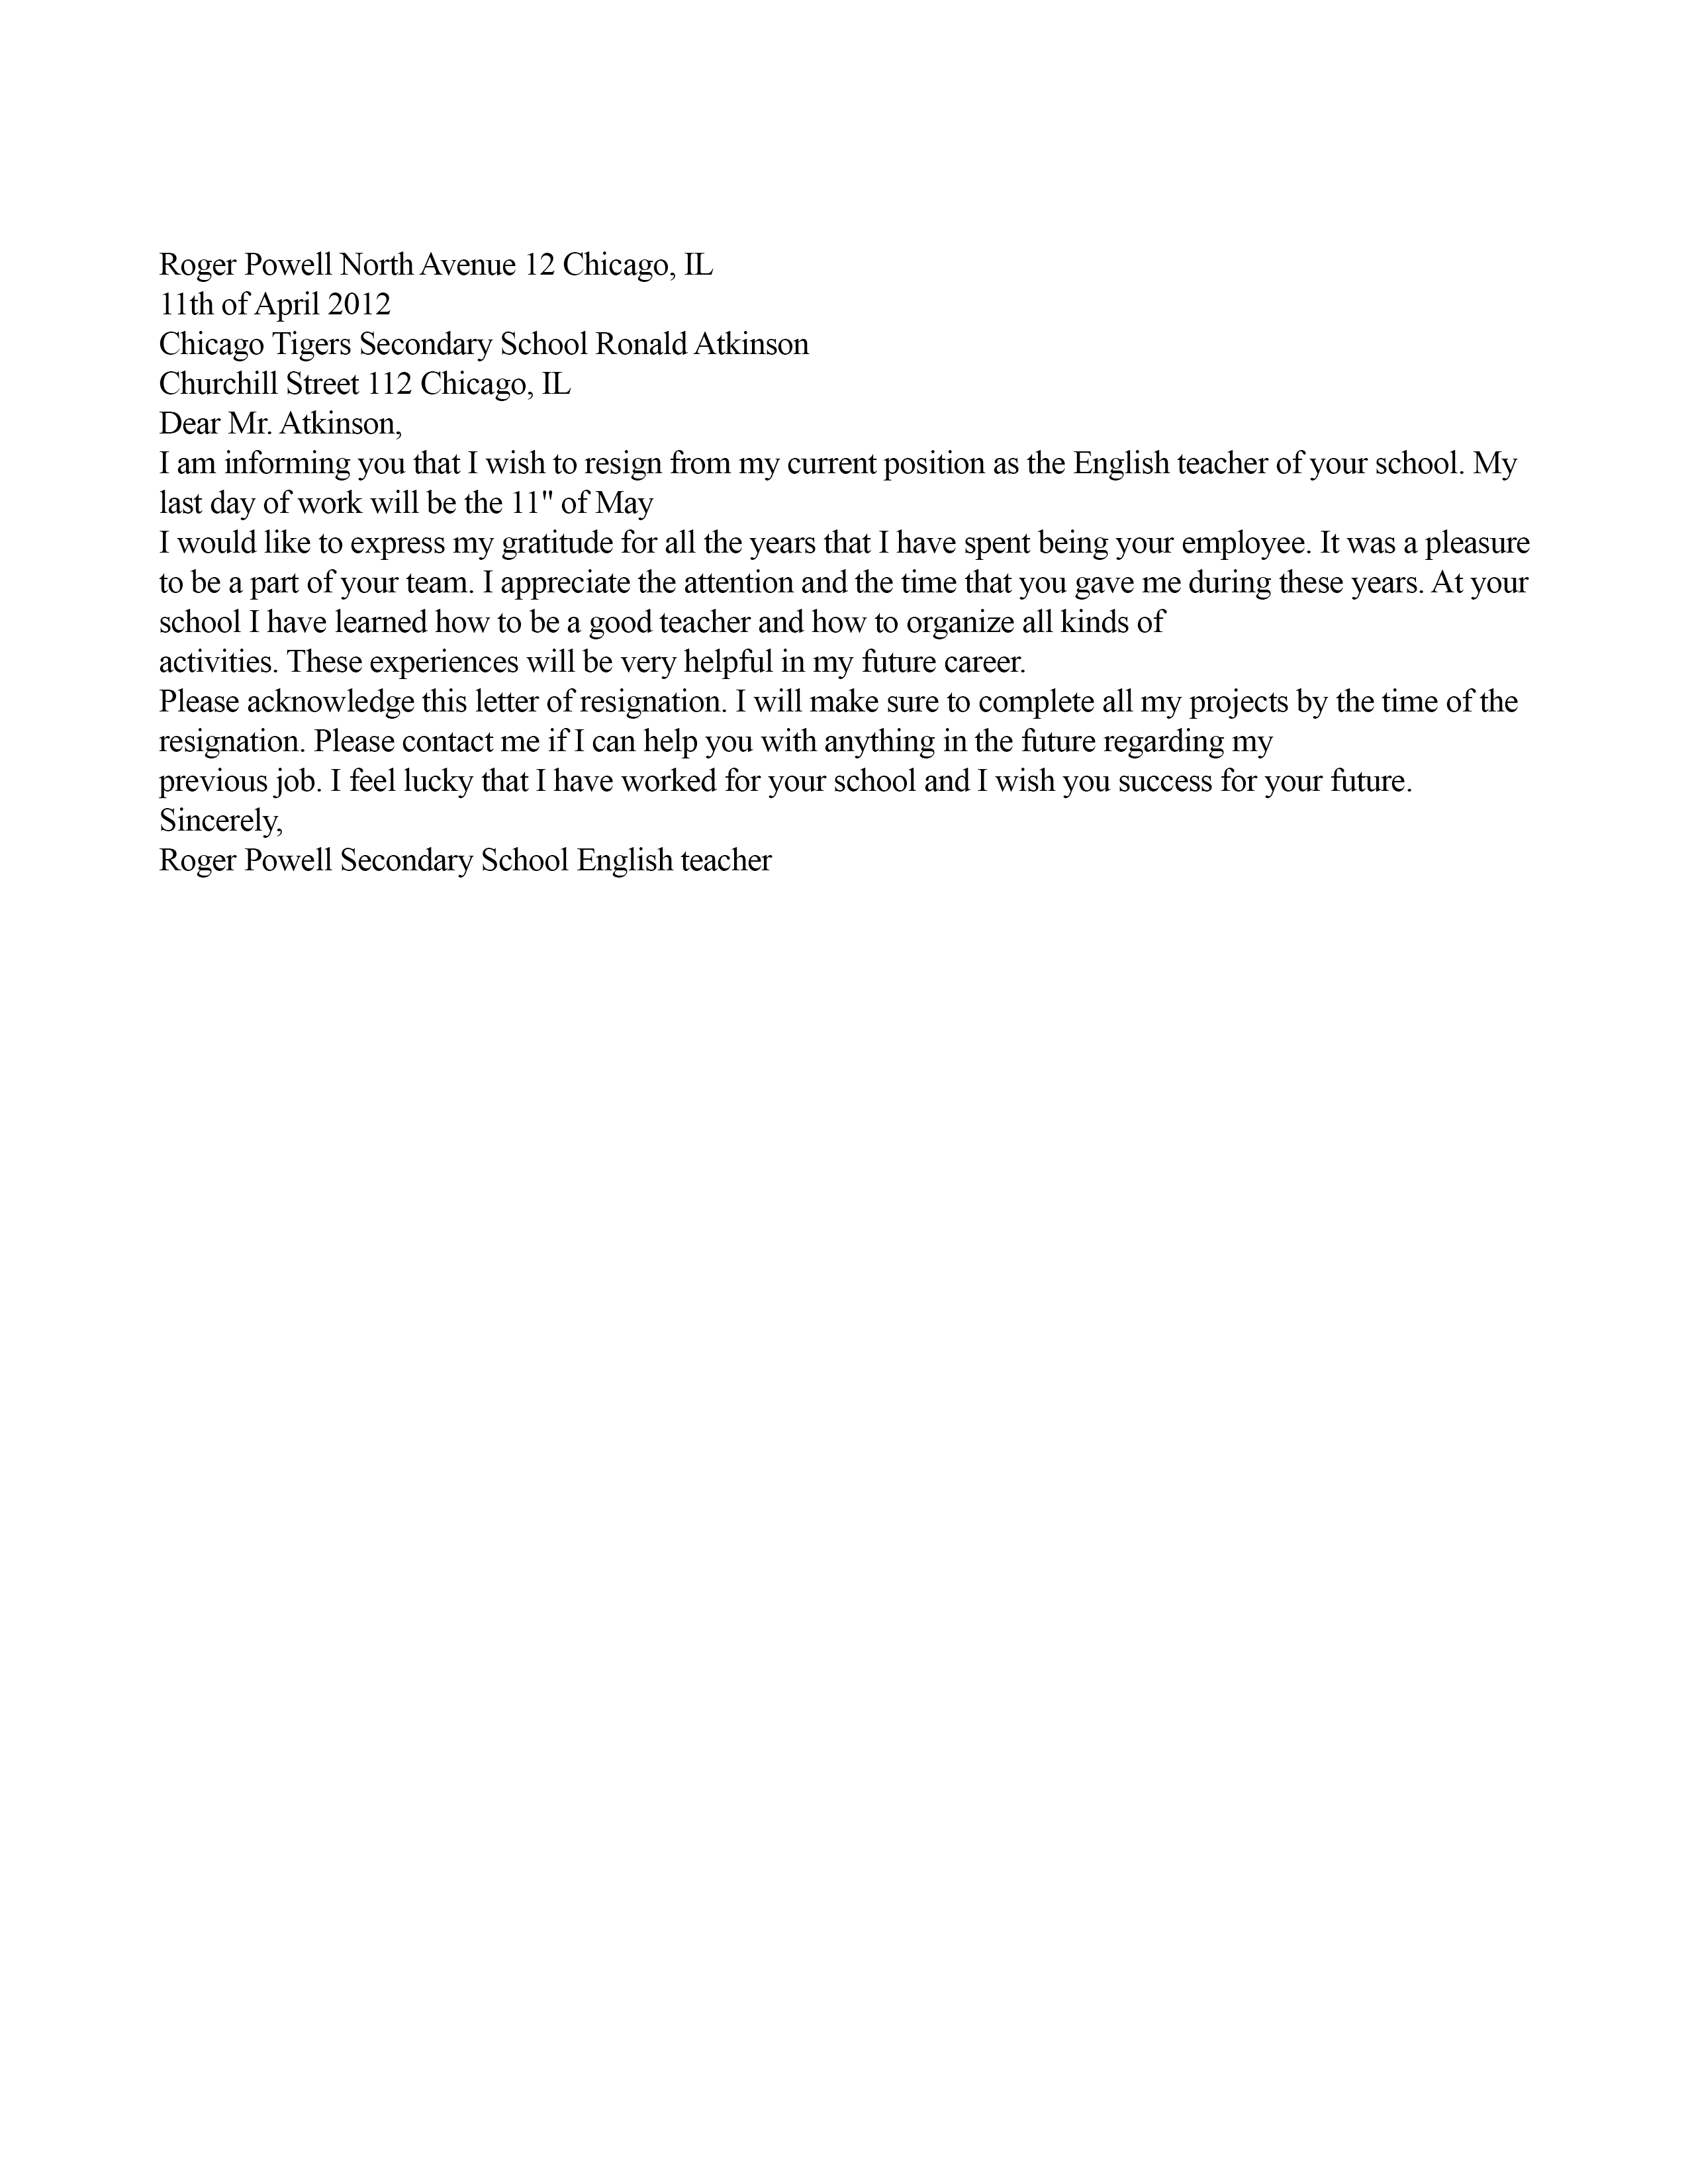 Roger Powell North Avenue 12 Chicago, IL
11th of April 2012
Chicago Tigers Secondary School Ronald Atkinson
Churchill Street 112 Chicago, IL
Dear Mr. Atkinson,
I am informing you that I wish to resign from my current position as the English teacher of your school. My
last day of work will be the 11" of May
I would like to express my gratitude for all the years that I have spent being your employee. It was a pleasure
to be a part of your team. I appreciate the attention and the time that you gave me during these years. At your
school I have learned how to be a good teacher and how to organize all kinds of
activities. These experiences will be very helpful in my future career.
Please acknowledge this letter of resignation. I will make sure to complete all my projects by the time of the
resignation. Please contact me if I can help you with anything in the future regarding my
previous job. I feel lucky that I have worked for your school and I wish you success for your future.
Sincerely,
Roger Powell Secondary School English teacher